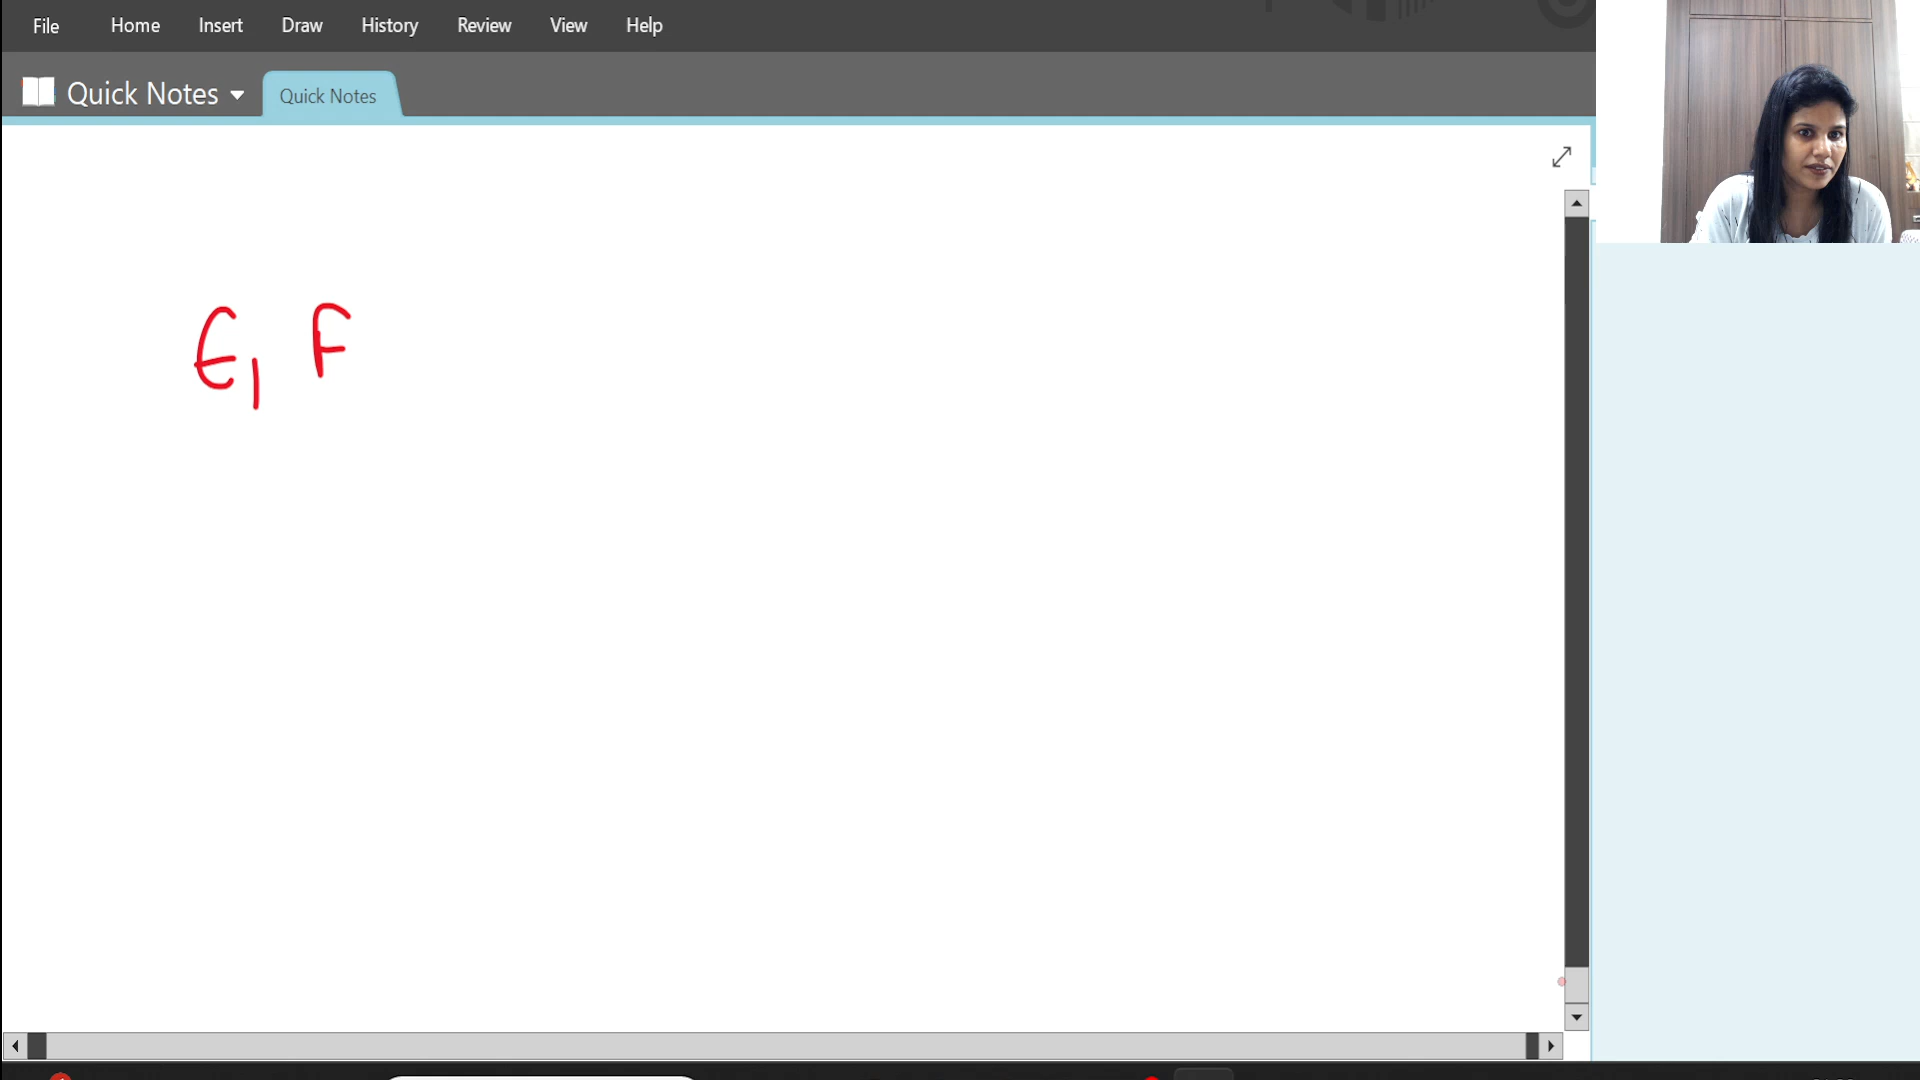 File Home Insert Draw History Review View Help
Quick Notes Quick Notes
E, F